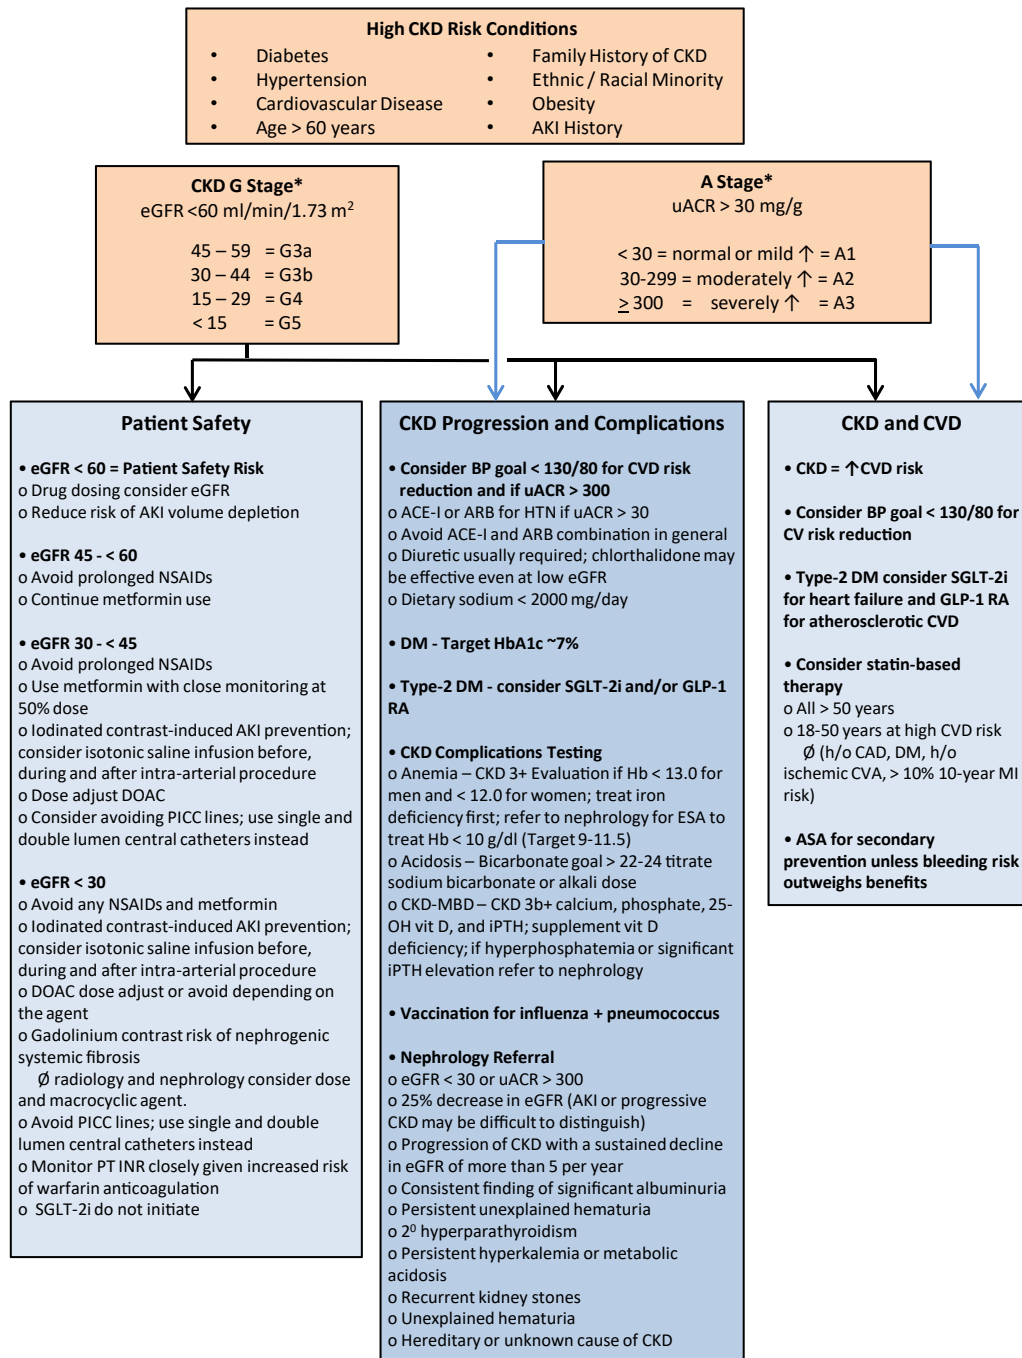 High CKD Risk Conditions
• Diabetes
• Hypertension
• Cardiovascular Disease
• Age > 60 years
• Family History of CKD
• Ethnic / Racial Minority
• Obesity
• AKI History
CKD G Stage*
eGFR <60 ml/min/1.73 m²
45 – 59 = G3a
30 – 44 = G3b
15 – 29 = G4
< 15 = G5
A Stage*
uACR > 30 mg/g
< 30 = normal or mild ↑ = A1
30-299 = moderately ↑ = A2
≥ 300 = severely ↑ = A3
Patient Safety
• eGFR < 60 = Patient Safety Risk
o Drug dosing consider eGFR
o Reduce risk of AKI volume depletion
• eGFR 45 - < 60
o Avoid prolonged NSAIDs
o Continue metformin use
• eGFR 30 - < 45
o Avoid prolonged NSAIDs
o Use metformin with close monitoring at
50% dose
o Iodinated contrast-induced AKI prevention;
consider isotonic saline infusion before,
during and after intra-arterial procedure
o Dose adjust DOAC
o Consider avoiding PICC lines; use single and
double lumen central catheters instead
• eGFR < 30
o Avoid any NSAIDs and metformin
o Iodinated contrast-induced AKI prevention;
consider isotonic saline infusion before,
during and after intra-arterial procedure
o DOAC dose adjust or avoid depending on
the agent
o Gadolinium contrast risk of nephrogenic
systemic fibrosis
Ø radiology and nephrology consider dose
and macrocyclic agent.
o Avoid PICC lines; use single and double
lumen central catheters instead
o Monitor PT INR closely given increased risk
of warfarin anticoagulation
o SGLT-2i do not initiate
CKD Progression and Complications
• Consider BP goal < 130/80 for CVD risk
reduction and if uACR > 300
o ACE-I or ARB for HTN if uACR > 30
o Avoid ACE-I and ARB combination in general
o Diuretic usually required; chlorthalidone may
be effective even at low eGFR
o Dietary sodium < 2000 mg/day
• DM - Target HbA1c ~7%
• Type-2 DM - consider SGLT-2i and/or GLP-1
RA
• CKD Complications Testing
o Anemia – CKD 3+ Evaluation if Hb < 13.0 for
men and < 12.0 for women; treat iron
deficiency first; refer to nephrology for ESA to
treat Hb < 10 g/dl (Target 9-11.5)
o Acidosis – Bicarbonate goal > 22-24 titrate
sodium bicarbonate or alkali dose
o CKD-MBD – CKD 3b+ calcium, phosphate, 25-
OH vit D, and iPTH; supplement vit D
deficiency; if hyperphosphatemia or significant
iPTH elevation refer to nephrology
• Vaccination for influenza + pneumococcus
• Nephrology Referral
o eGFR < 30 or uACR > 300
o 25% decrease in eGFR (AKI or progressive
CKD may be difficult to distinguish)
o Progression of CKD with a sustained decline
in eGFR of more than 5 per year
o Consistent finding of significant albuminuria
o Persistent unexplained hematuria
o 2⁰ hyperparathyroidism
o Persistent hyperkalemia or metabolic
acidosis
o Recurrent kidney stones
o Unexplained hematuria
o Hereditary or unknown cause of CKD
CKD and CVD
• CKD = ↑CVD risk
• Consider BP goal < 130/80 for
CV risk reduction
• Type-2 DM consider SGLT-2i
for heart failure and GLP-1 RA
for atherosclerotic CVD
• Consider statin-based
therapy
o All > 50 years
o 18-50 years at high CVD risk
Ø (h/o CAD, DM, h/o
ischemic CVA, > 10% 10-year MI
risk)
• ASA for secondary
prevention unless bleeding risk
outweighs benefits